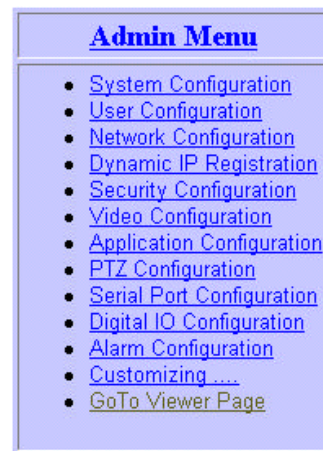 Admin Menu
System Configuration
User Configuration
Network Configuration
Dynamic IP Registration
Security Configuration
Video Configuration
Application Configuration
PTZ Configuration
Serial Port Configuration
Digital IO Configuration
Alarm Configuration
Customizing ....
GoTo Viewer Page